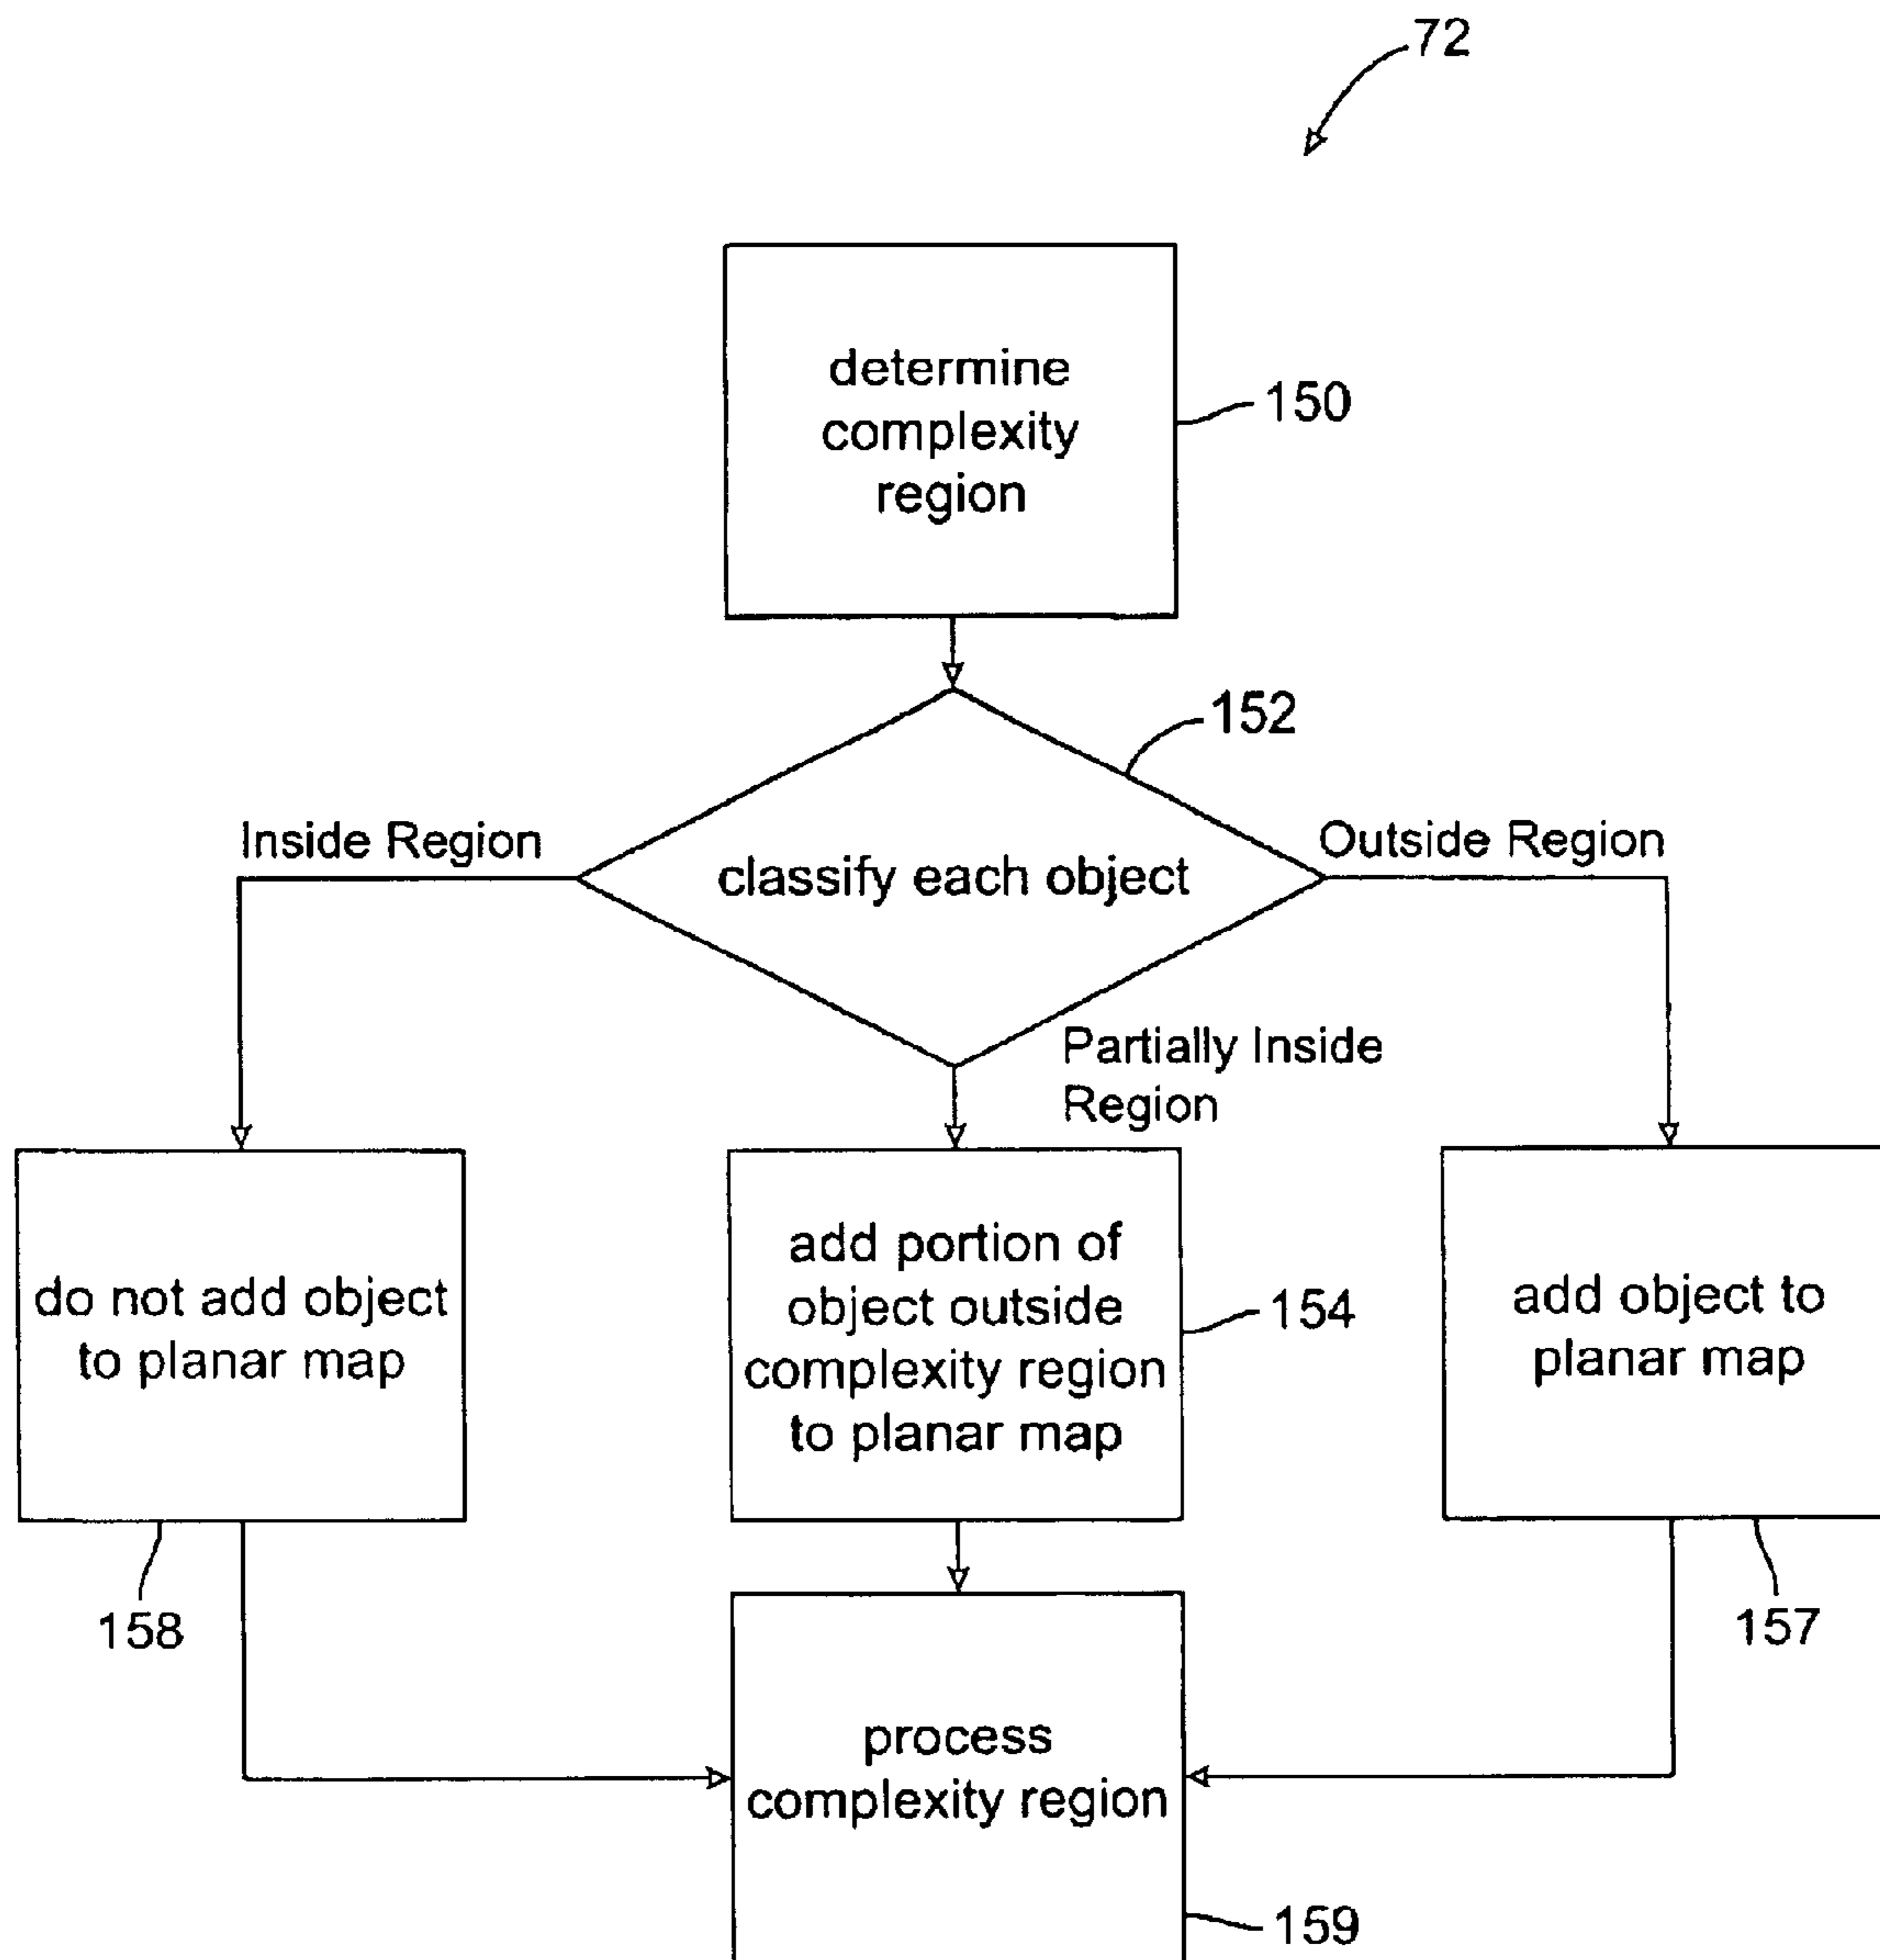 72
determine
complexity
region
150
152
Inside Region
classify each object
Outside Region
Partially Inside
Region
do not add object
to planar map
158
add portion of
object outside
complexity region
to planar map
154
add object to
planar map
157
process
complexity region
159